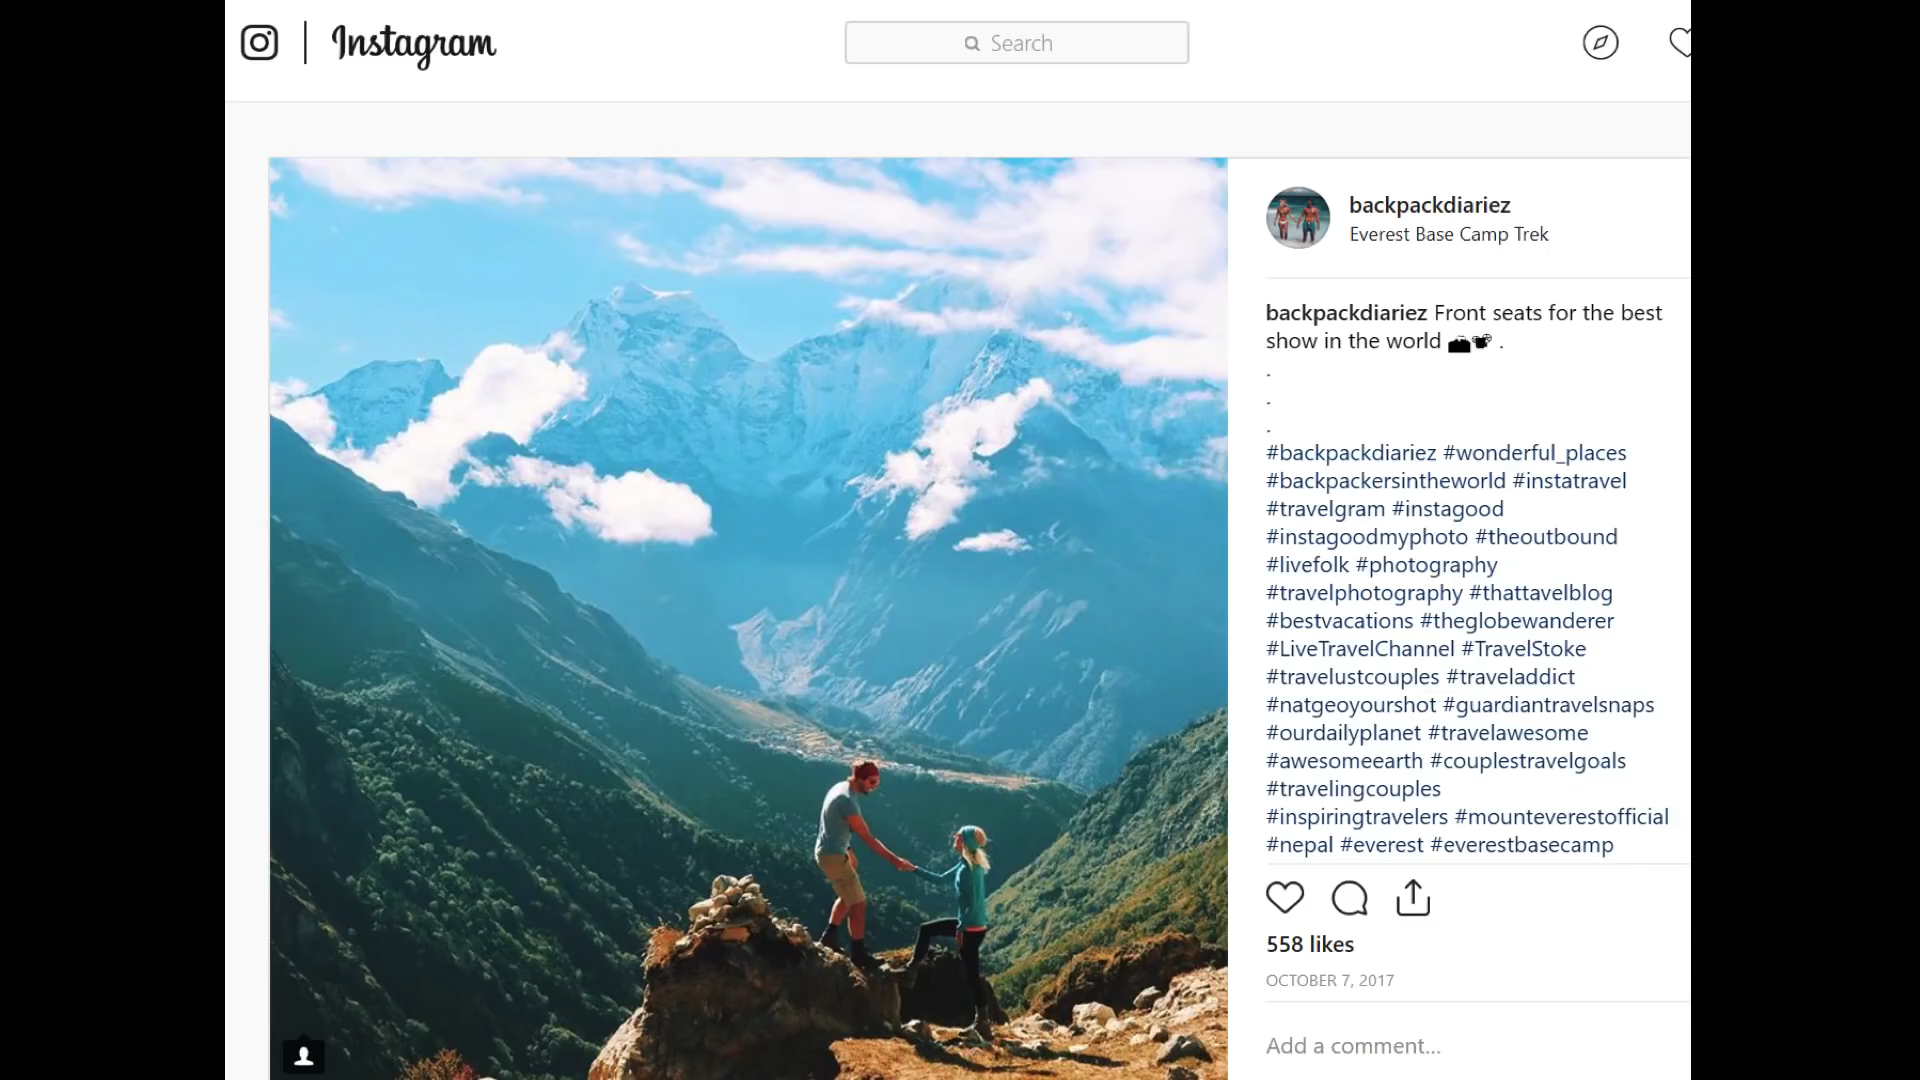 Instagram
Search
backpackdiariez
Everest Base Camp Trek
backpackdiariez Front seats for the best
show in the world .
.
.
.
#backpackdiariez #wonderful_places
#backpackersintheworld #instatravel
#travelgram #instagood
#instagoodmyphoto #theoutbound
#livefolk #photography
#travelphotography #thattavelblog
#bestvacations #theglobewanderer
#LiveTravelChannel #TravelStoke
#travelustcouples #traveladdict
#natgeoyourshot #guardiantravelsnaps
#ourdailyplanet #travelawesome
#awesomeearth #couplestravelgoals
#travelingcouples
#inspiringtravelers #mounteverestofficial
#nepal #everest #everestbasecamp
558 likes
OCTOBER 7, 2017
Add a comment...